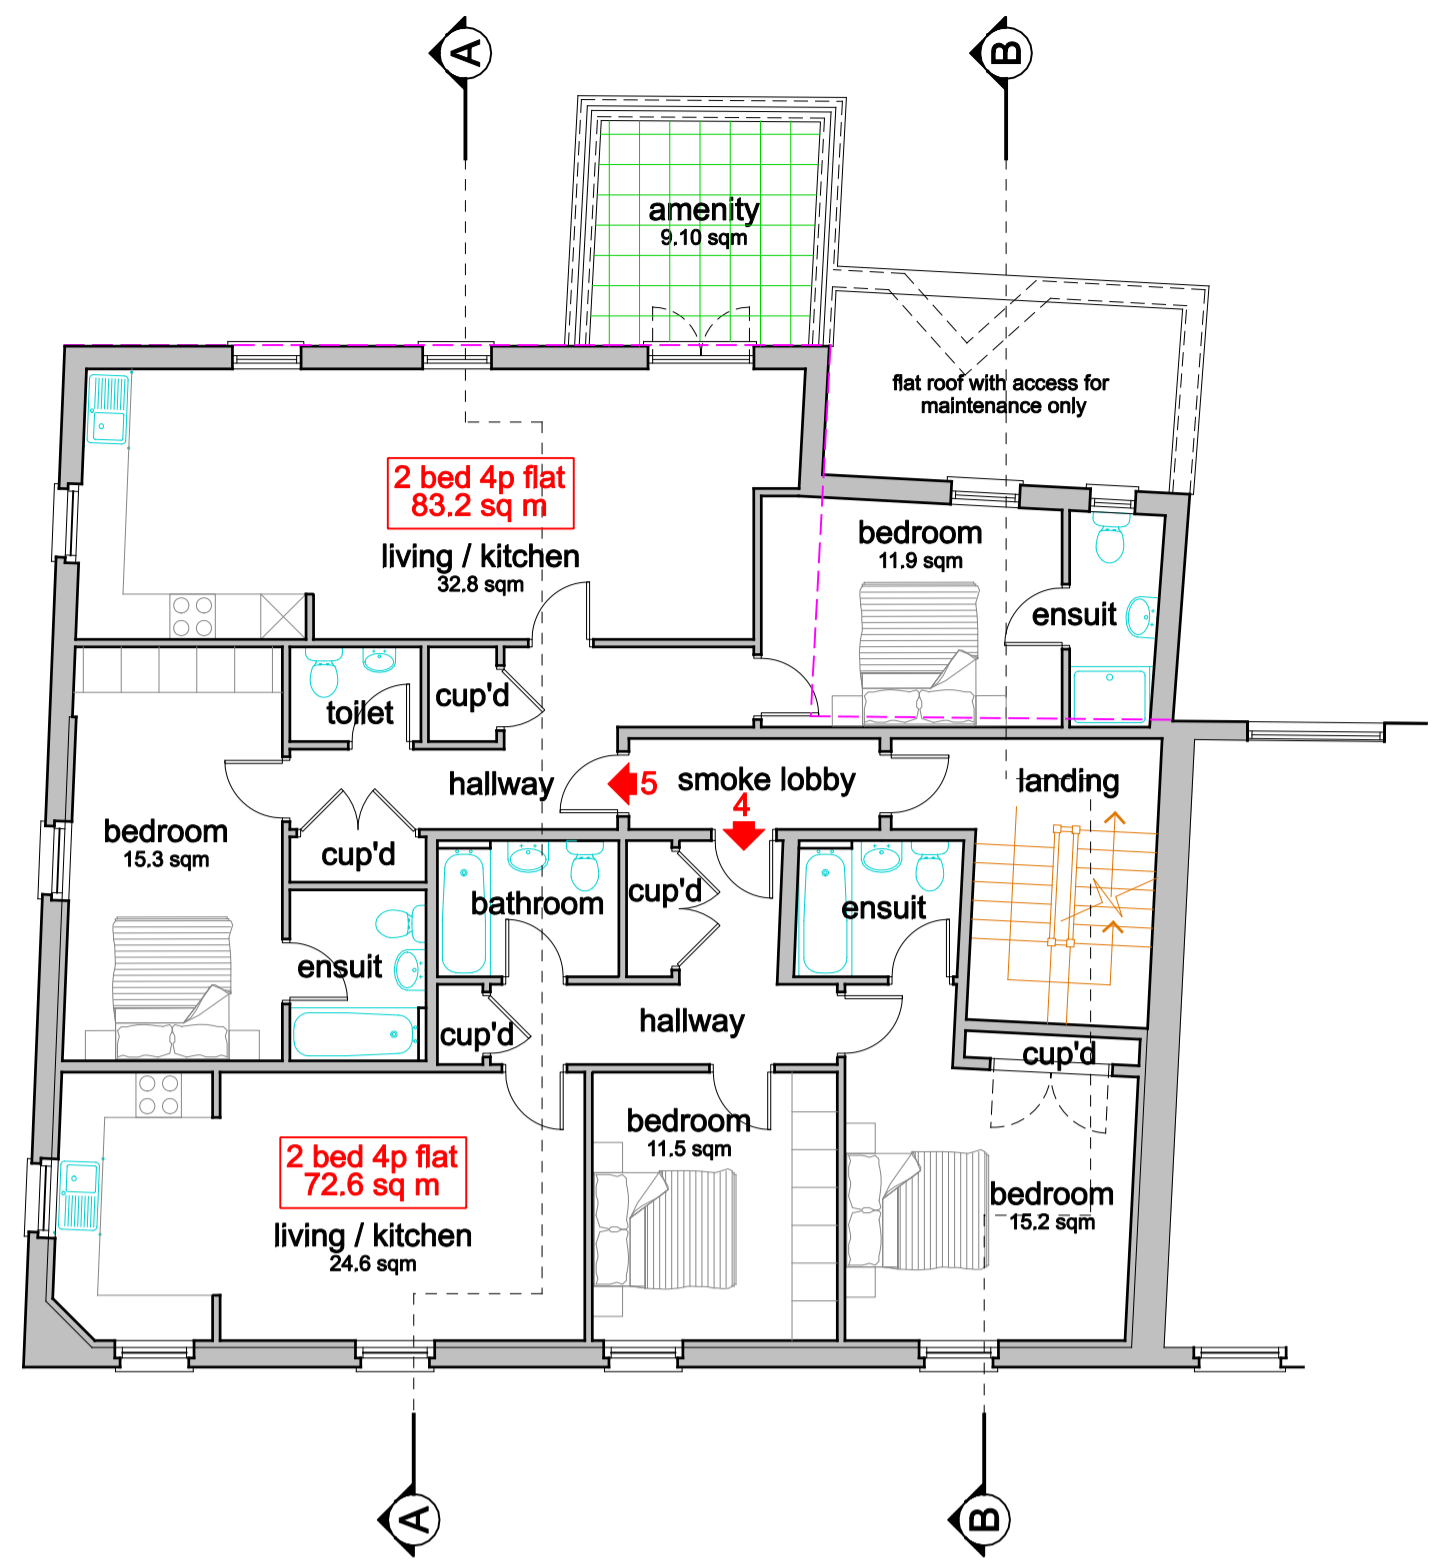 A
B
amenity
9.10 sqm
flat roof with access for
maintenance only
2 bed 4p flat
83.2 sq m
living / kitchen
32.8 sqm
bedroom
11.9 sqm
ensuit
cup'd
toilet
hallway
5
smoke lobby
4
landing
bedroom
15.3 sqm
cup'd
bathroom
cup'd
ensuit
ensuit
cup'd
hallway
cup'd
bedroom
11.5 sqm
2 bed 4p flat
72.6 sq m
living / kitchen
24.6 sqm
bedroom
15.2 sqm
A
B